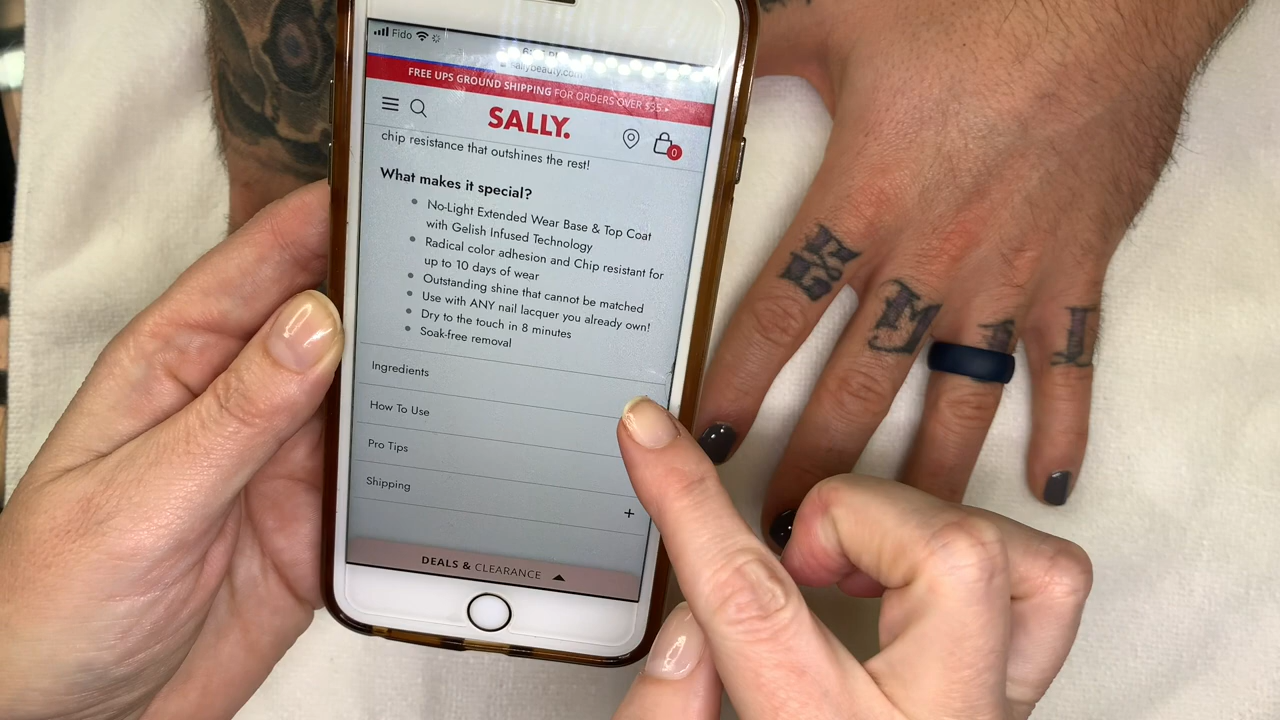 Fido
sallybeauty.com
FREE UPS GROUND SHIPPING FOR ORDERS OVER $35
SALLY.
0
chip resistance that outshines the rest!
What makes it special?
• No-Light Extended Wear Base & Top Coat
with Gelish Infused Technology
• Radical color adhesion and Chip resistant for
up to 10 days of wear
• Outstanding shine that cannot be matched
• Use with ANY nail lacquer you already own!
• Dry to the touch in 8 minutes
• Soak-free removal
Ingredients
How To Use
Pro Tips
Shipping
+
DEALS & CLEARANCE